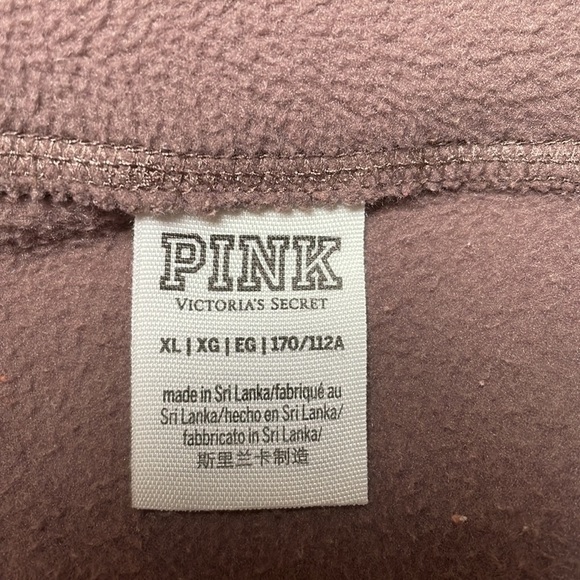 PINK
VICTORIA'S SECRET
XL | XG | EG | 170/112A
made in Sri Lanka/fabriqué au
Sri Lanka/hecho en Sri Lanka/
fabbricato in Sri Lanka/
斯里兰卡制造